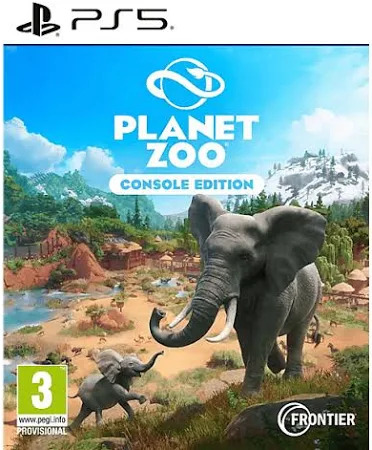 PS5
PLANET
ZOO
CONSOLE EDITION
3
www.pegi.info
PROVISIONAL
FRONTIER